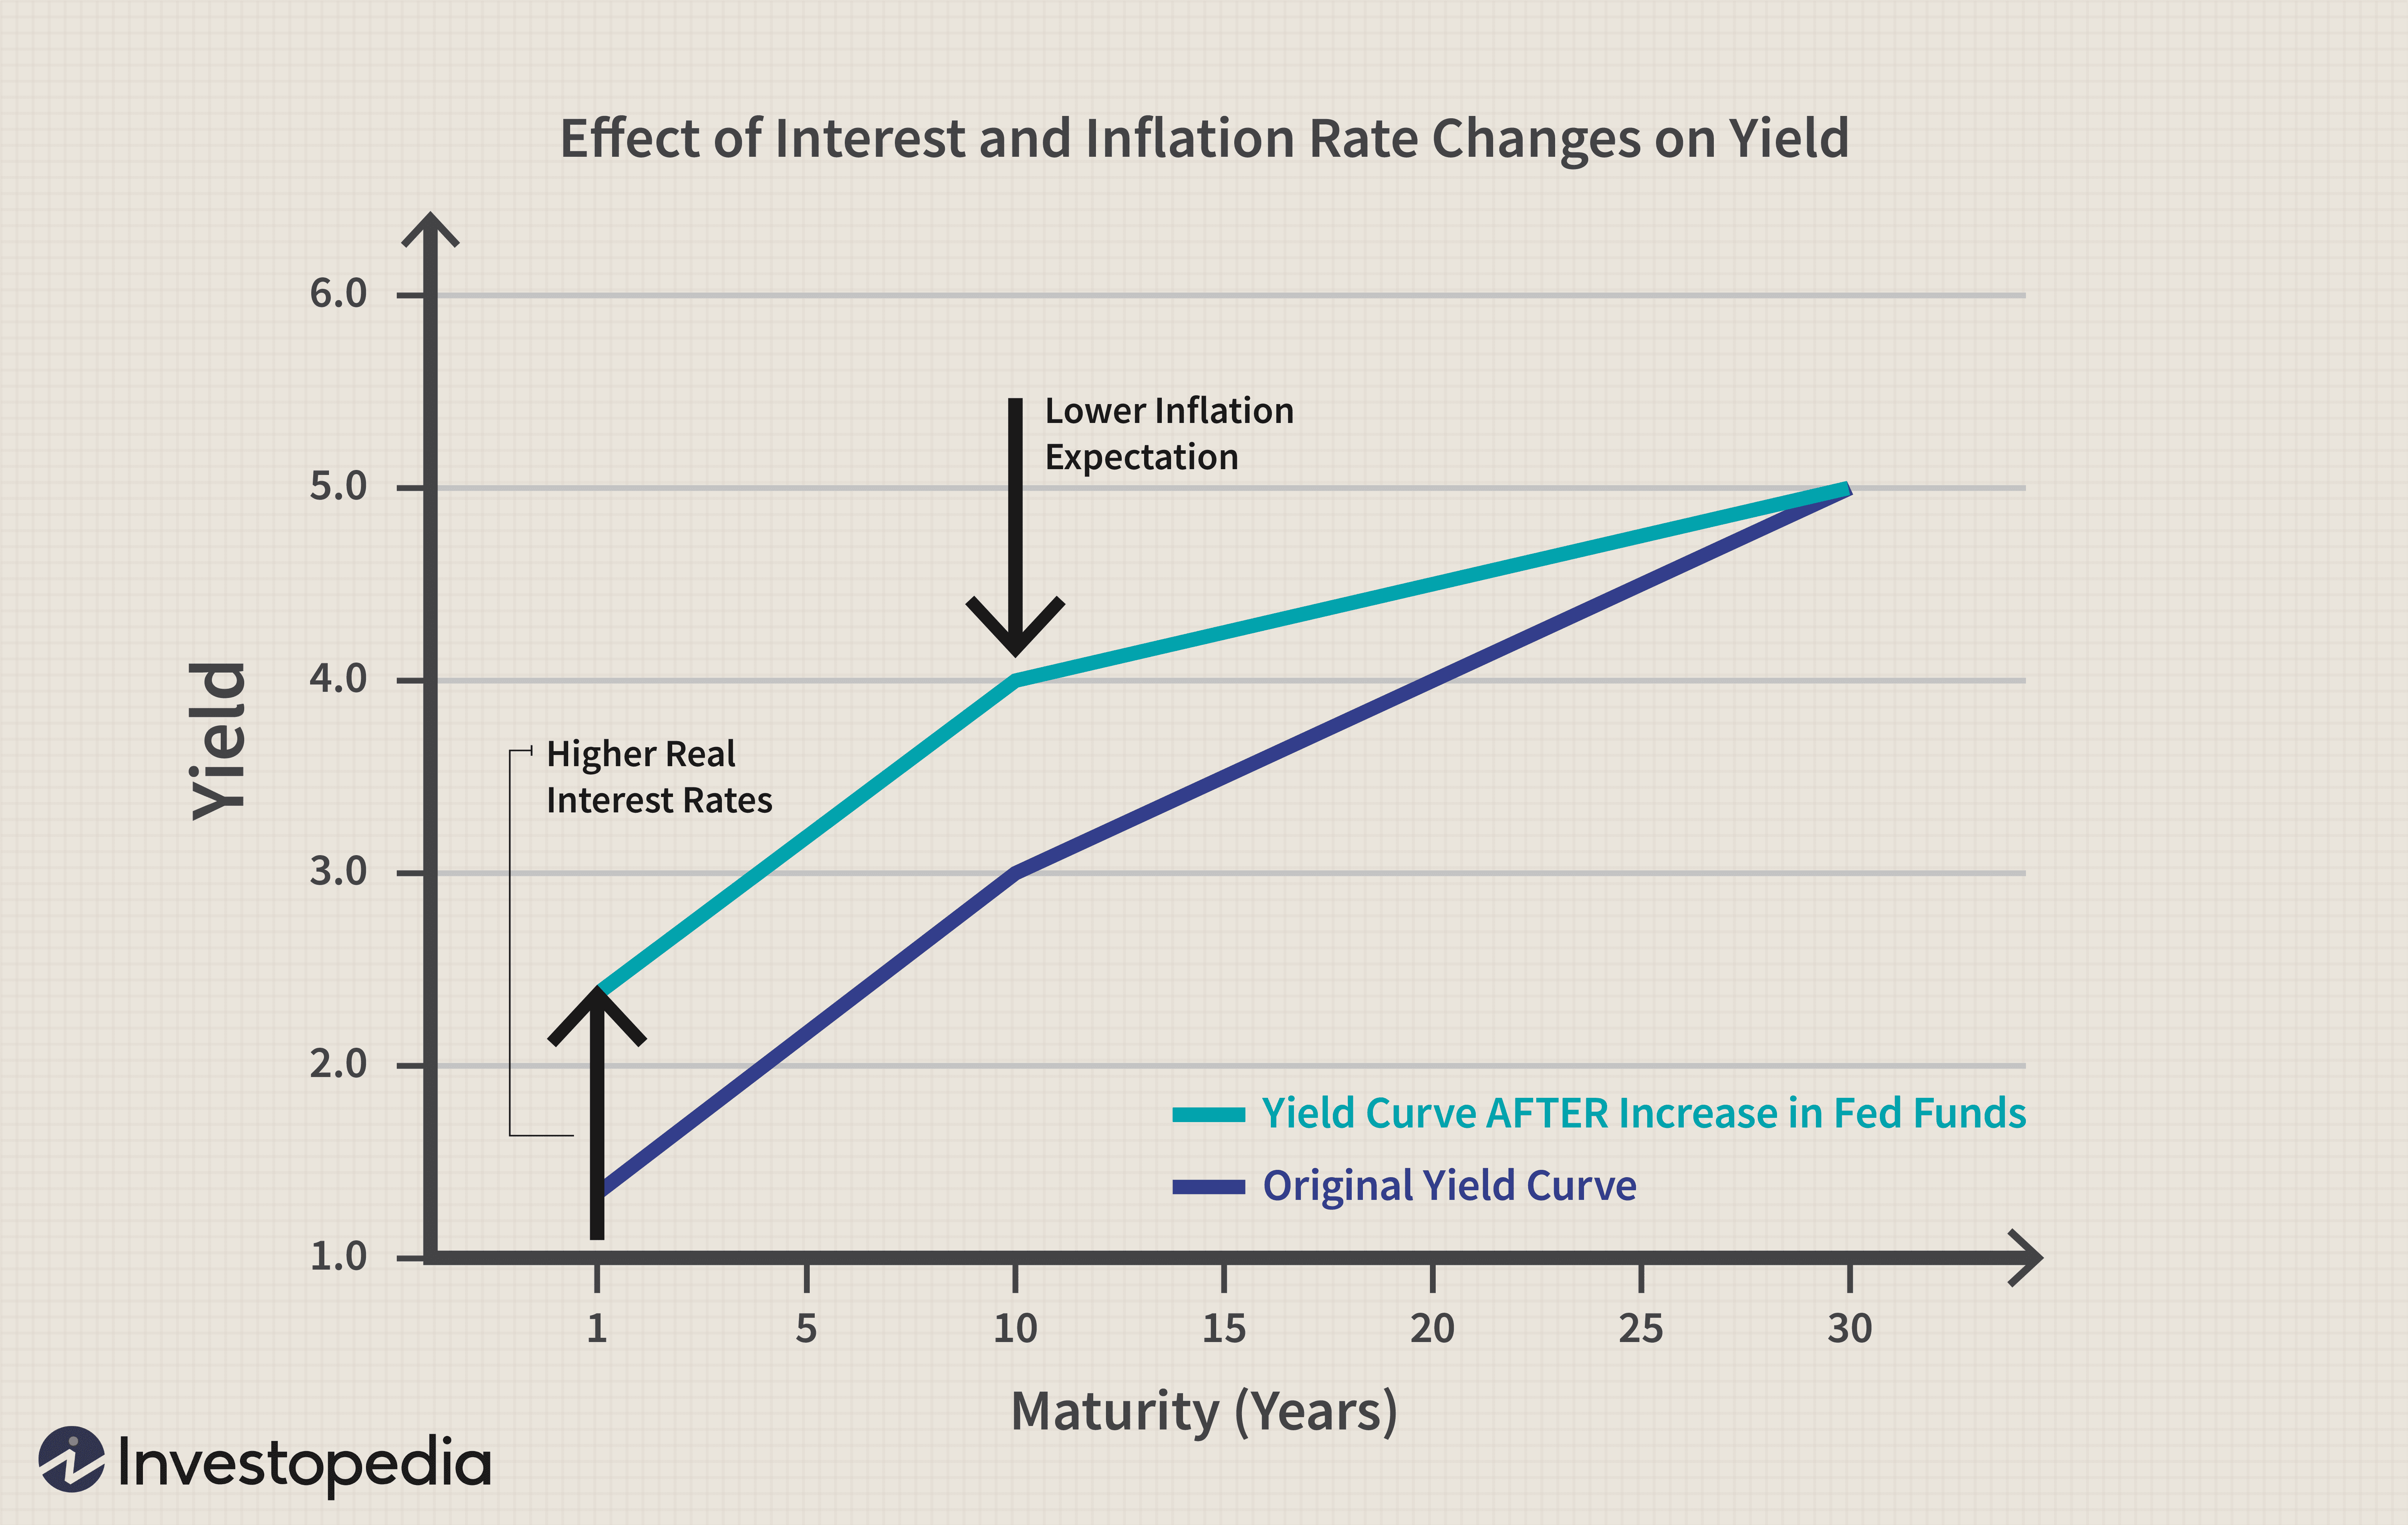 Effect of Interest and Inflation Rate Changes on Yield
6.0
5.0
4.0
3.0
2.0
1.0
Yield
Lower Inflation
Expectation
Higher Real
Interest Rates
Yield Curve AFTER Increase in Fed Funds
Original Yield Curve
1 5 10 15 20 25 30
Maturity (Years)
Investopedia